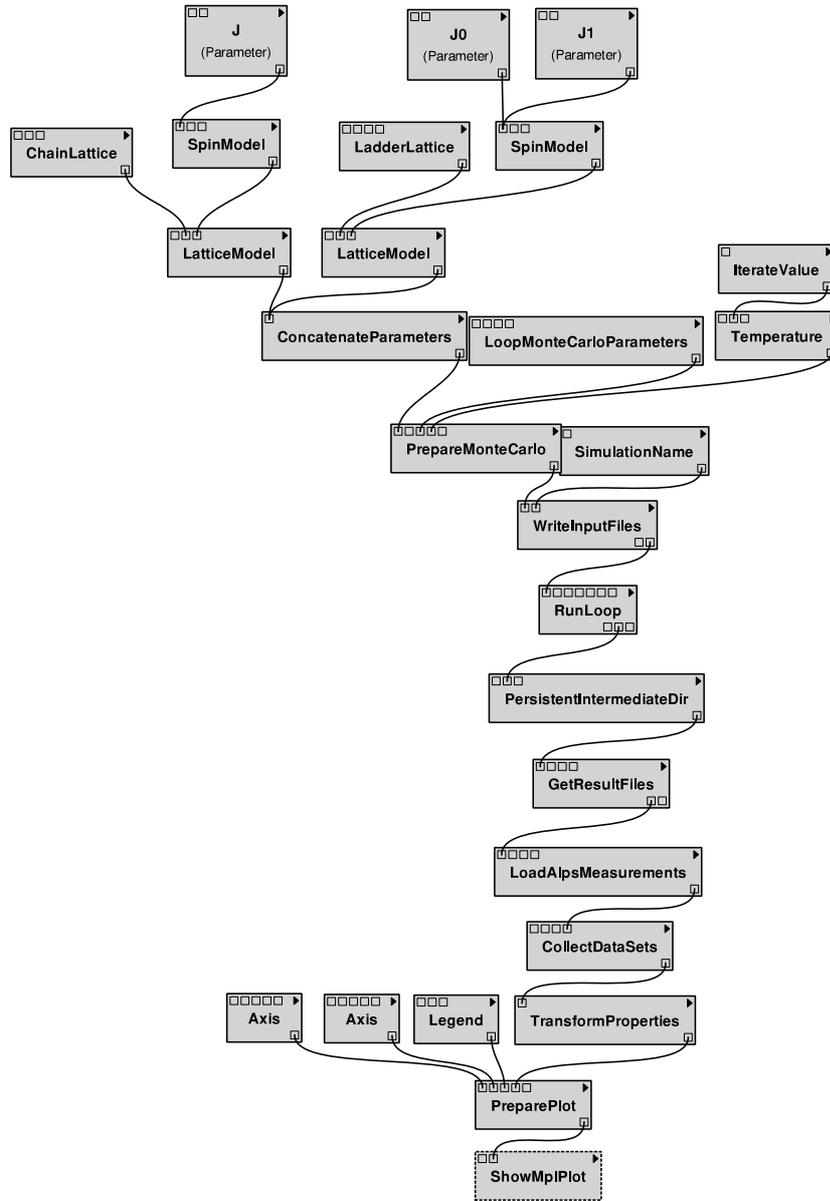 J
(Parameter)
J0
(Parameter)
J1
(Parameter)
ChainLattice
SpinModel
LadderLattice
SpinModel
LatticeModel
LatticeModel
IterateValue
ConcatenateParameters
LoopMonteCarloParameters
Temperature
PrepareMonteCarlo
SimulationName
WriteInputFiles
RunLoop
PersistentIntermediateDir
GetResultFiles
LoadAlpsMeasurements
CollectDataSets
Axis
Axis
Legend
TransformProperties
PreparePlot
ShowMplPlot